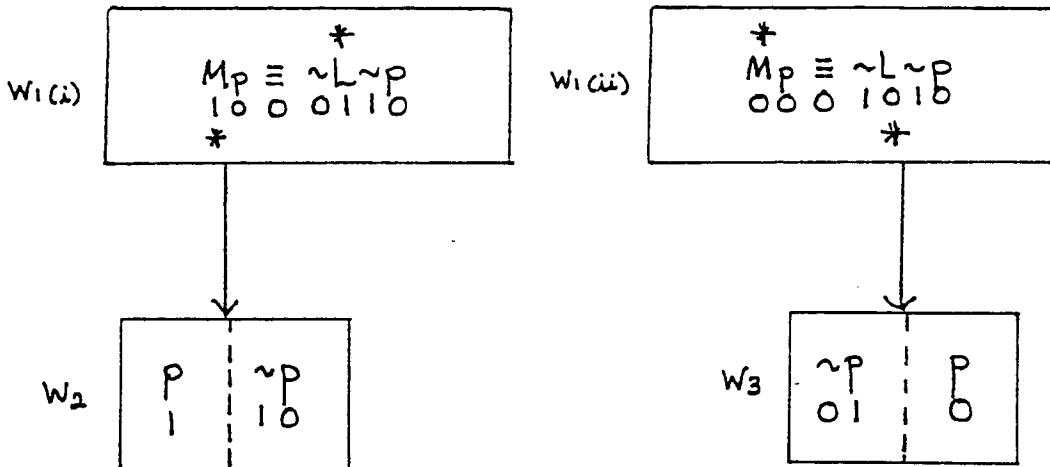 *
W1(i) Mp ≡ ~L~p
10 0 0110
*
*
W1(ii) Mp ≡ ~L~p
00 0 1010
*
W2 p ~p
1 10
W3 ~p p
01 0